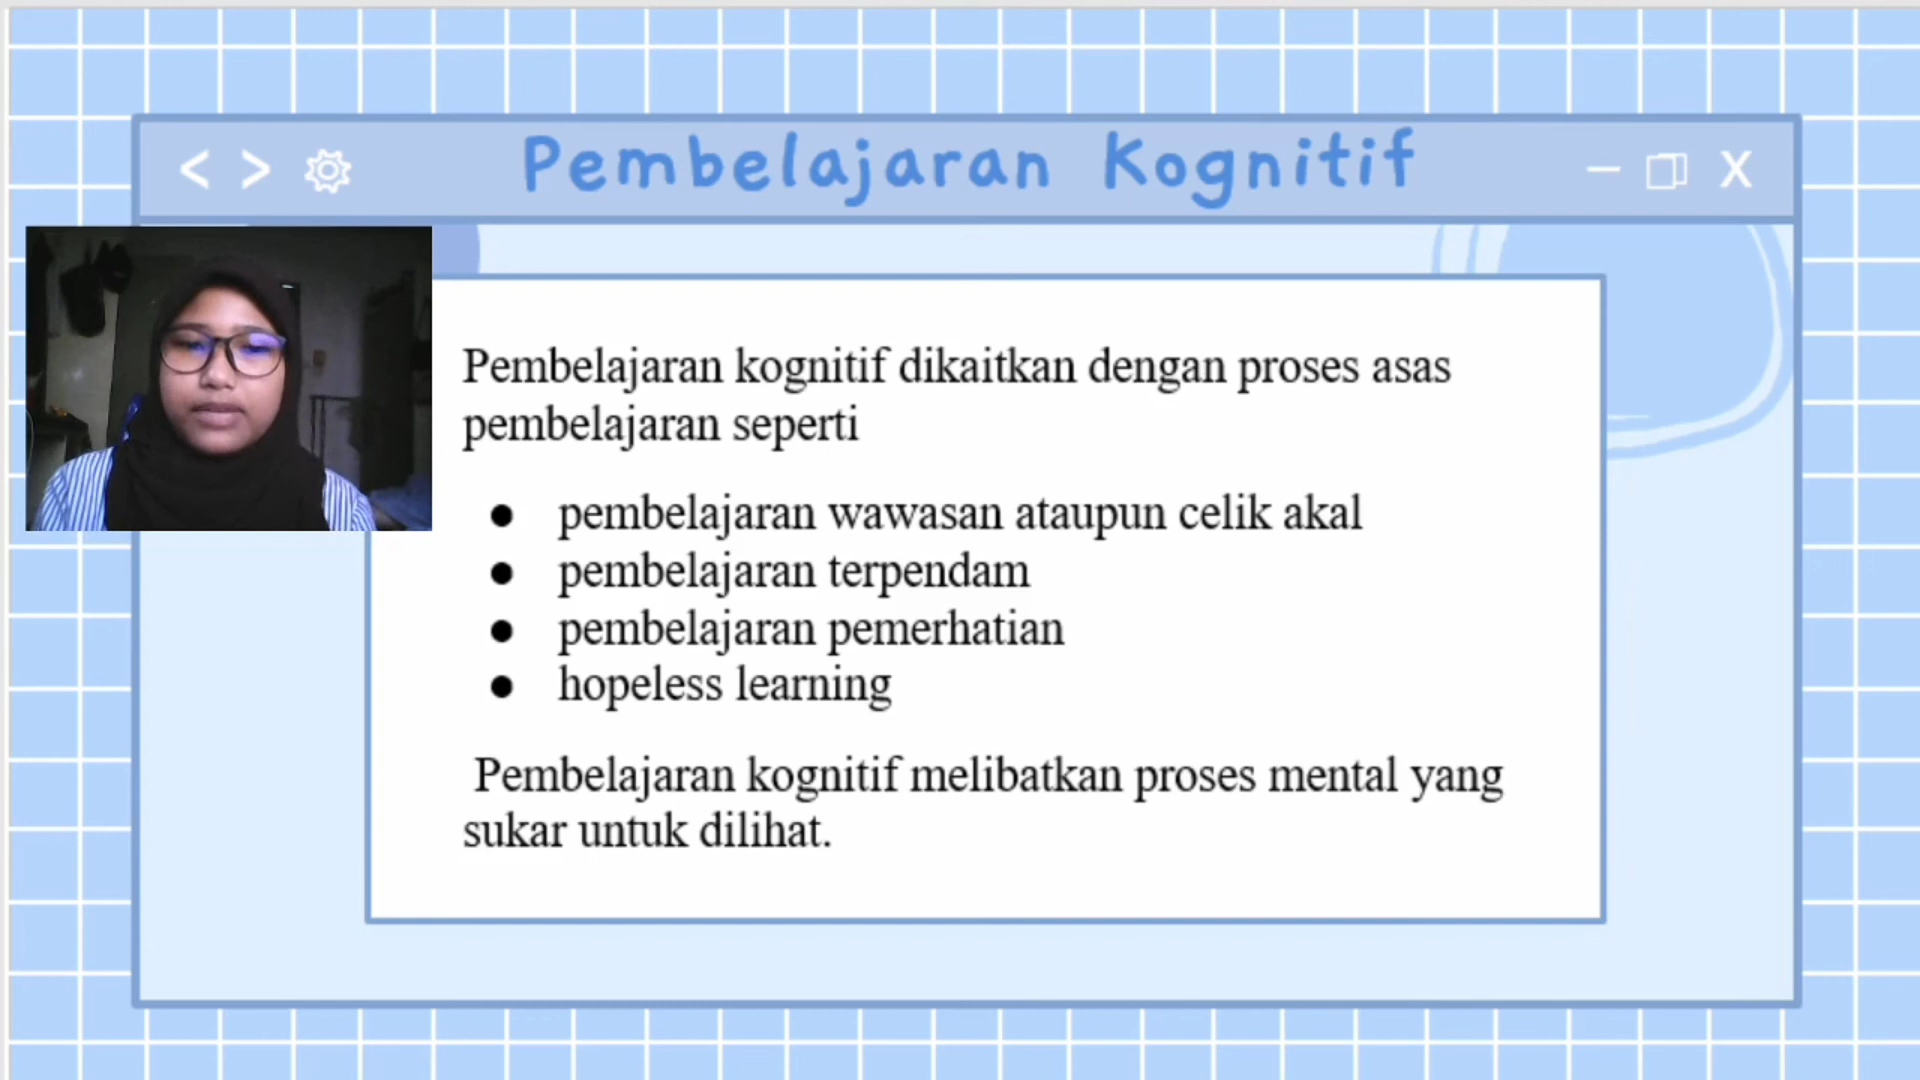 Pembelajaran Kognitif
Pembelajaran kognitif dikaitkan dengan proses asas
pembelajaran seperti
● pembelajaran wawasan ataupun celik akal
● pembelajaran terpendam
● pembelajaran pemerhatian
● hopeless learning
Pembelajaran kognitif melibatkan proses mental yang
sukar untuk dilihat.